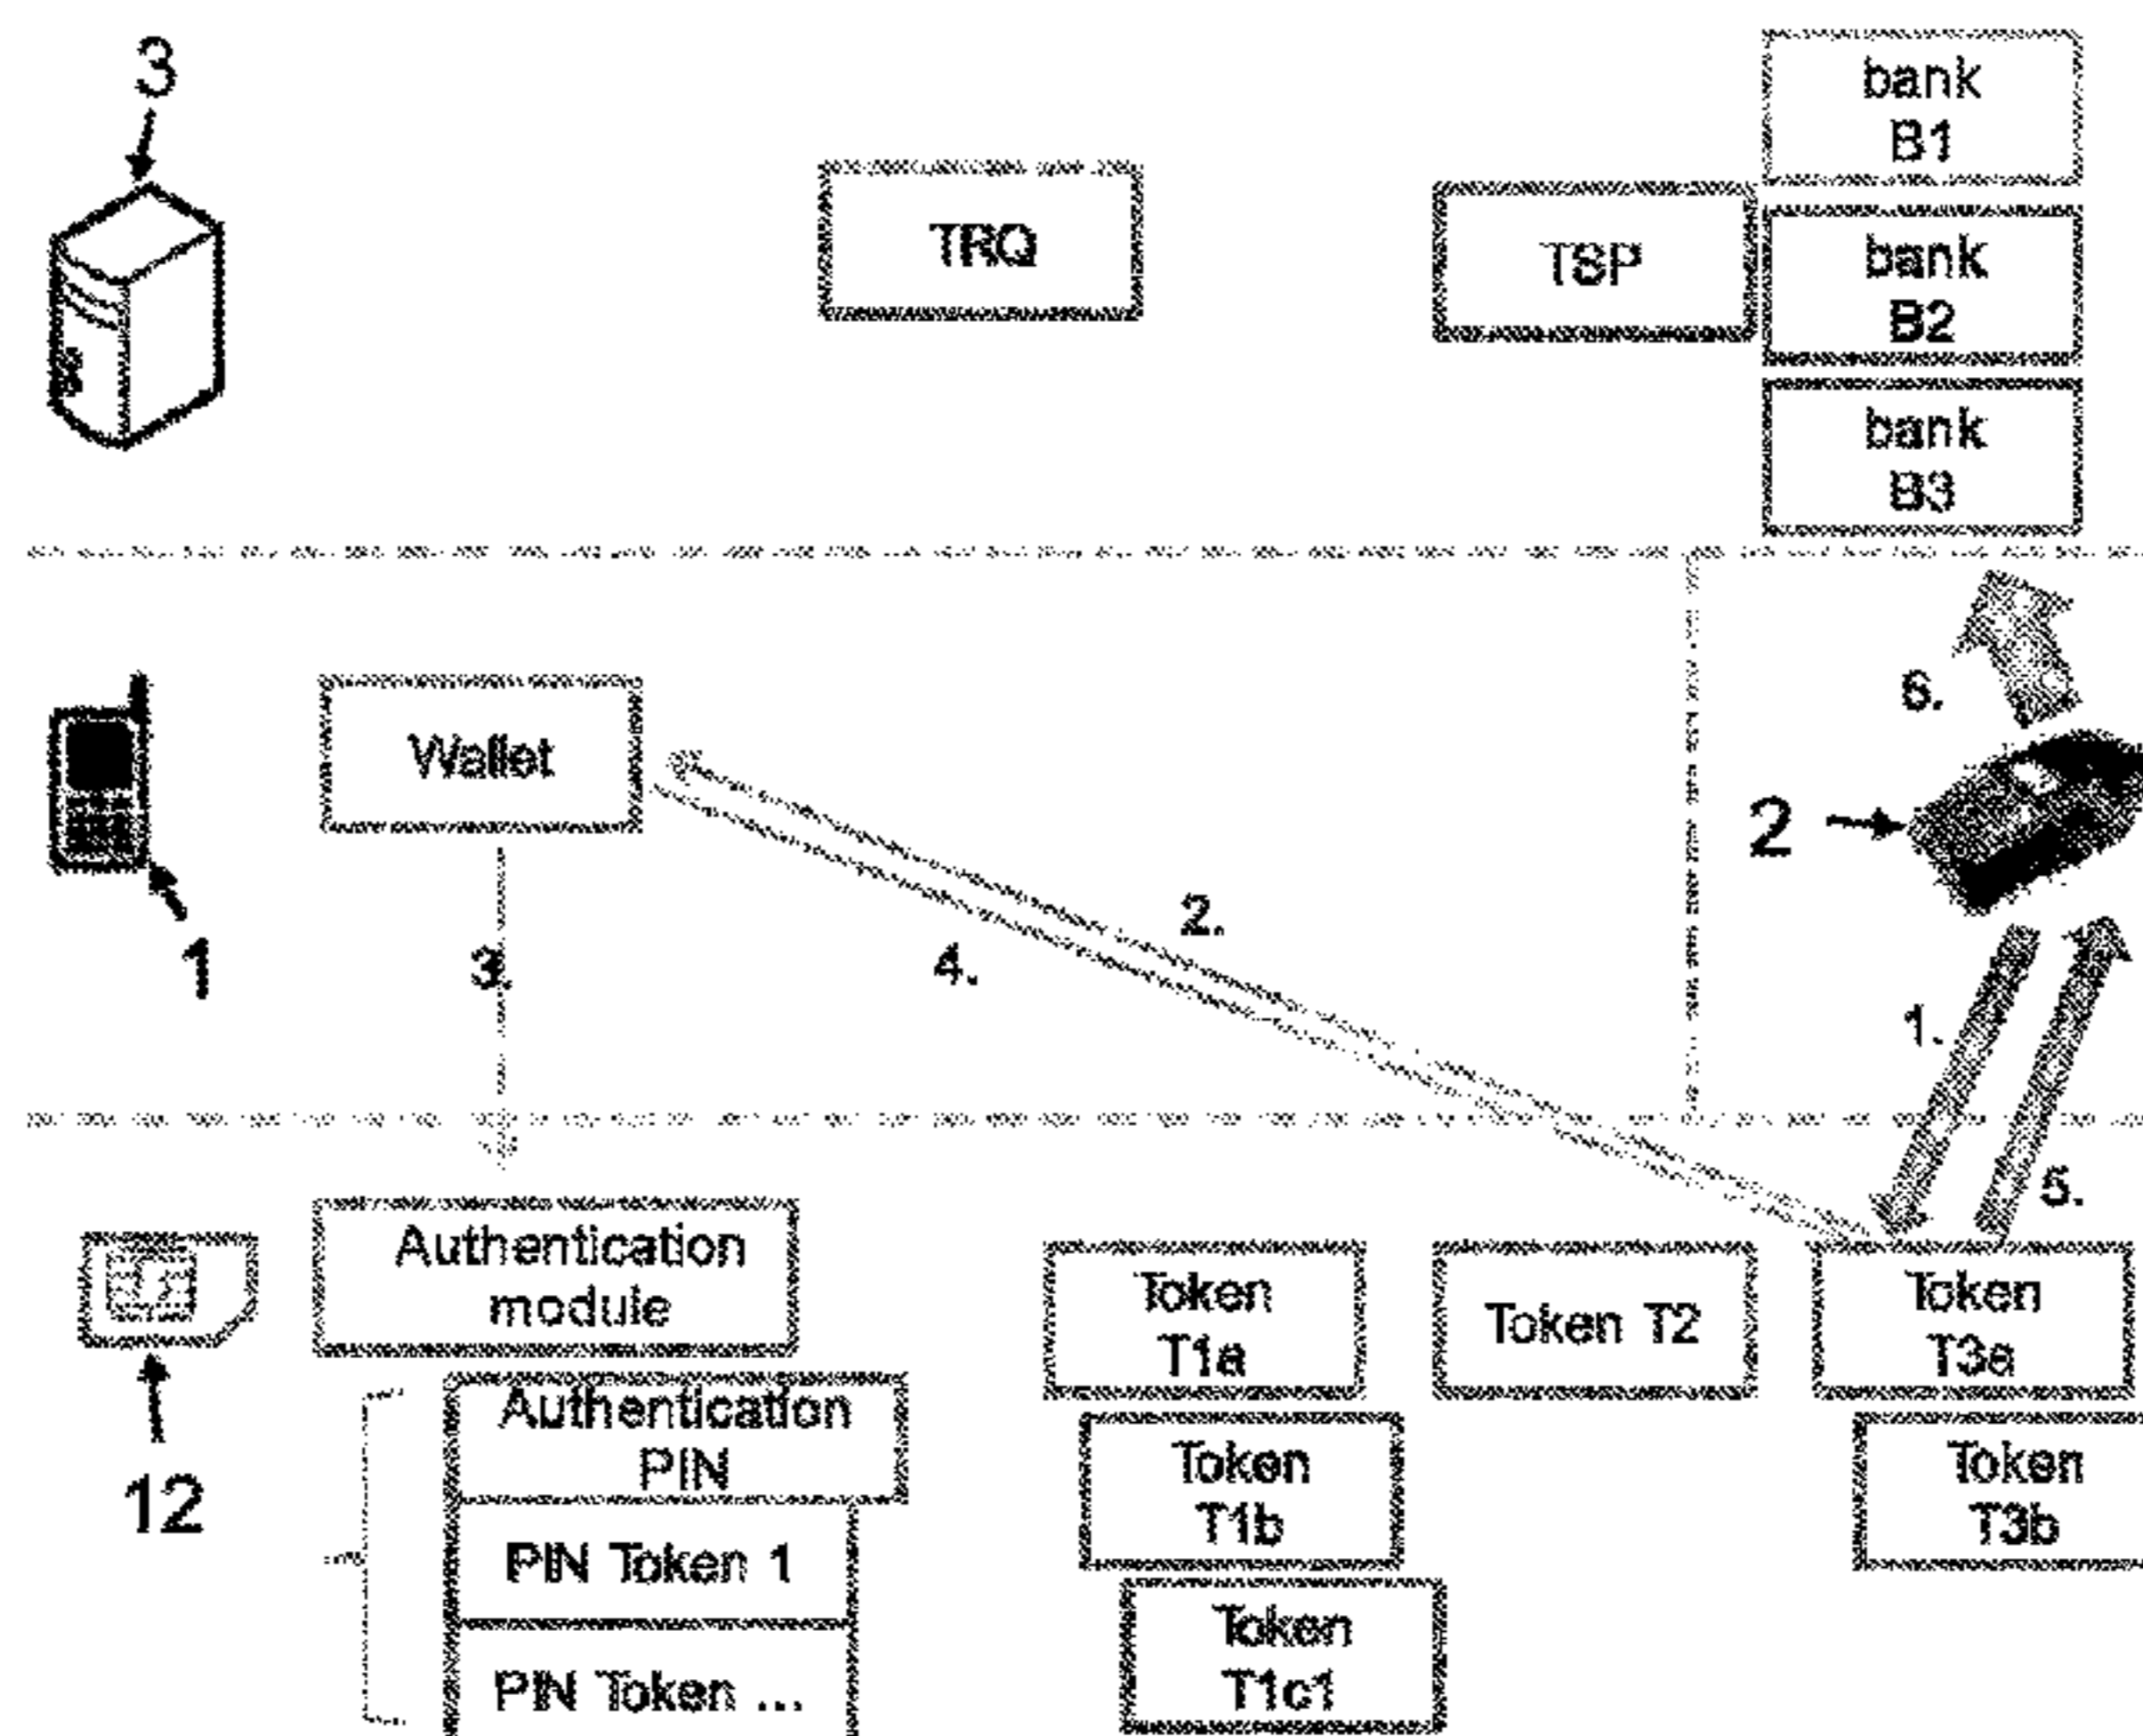 3
bank
B1
TRQ
TSP
bank
B2
bank
B3
6.
Wallet
2
1
2.
3.
4.
1.
5.
Authentication
module
Token
T1a
Token T2
Token
T3a
Authentication
PIN
12
Token
T1b
Token
T3b
PIN Token 1
Token
T1c1
PIN Token ...